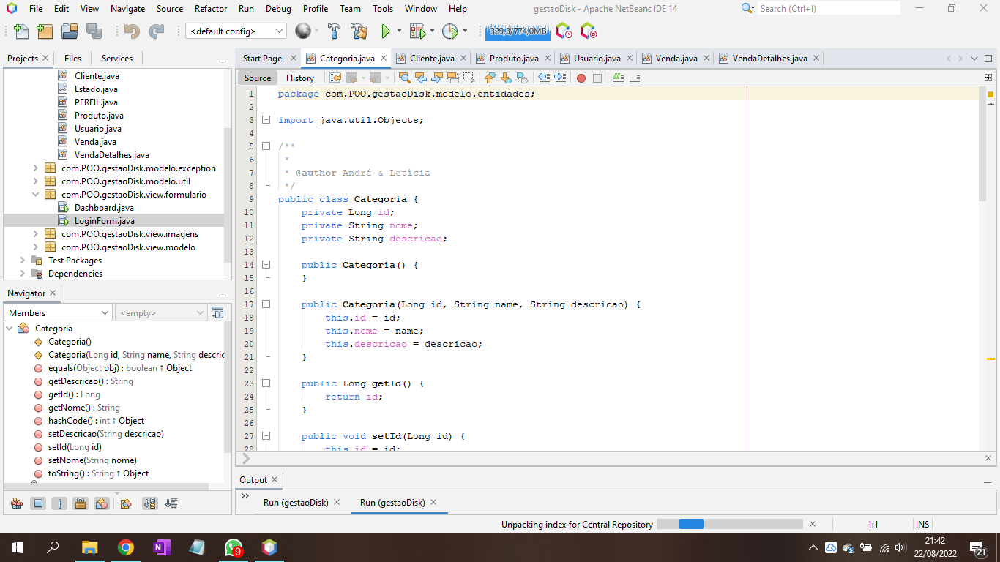 File Edit View Navigate Source Refactor Run Debug Profile Team Tools Window Help gestaoDisk - Apache NetBeans IDE 14 Search (Ctrl+I)
<default config> 329,3/774,0MB
Projects Files Services
Cliente.java
Estado.java
PERFIL.java
Produto.java
Usuario.java
Venda.java
VendaDetalhes.java
com.POO.gestaoDisk.modelo.exception
com.POO.gestaoDisk.modelo.util
com.POO.gestaoDisk.view.formulario
Dashboard.java
LoginForm.java
com.POO.gestaoDisk.view.imagens
com.POO.gestaoDisk.view.modelo
Test Packages
Dependencies
Navigator
Members <empty>
Categoria
Categoria()
Categoria(Long id, String name, String descric
equals(Object obj) : boolean ↑ Object
getDescricao() : String
getId() : Long
getNome() : String
hashCode() : int ↑ Object
setDescricao(String descricao)
setId(Long id)
setNome(String nome)
toString() : String ↑ Object
Start Page Categoria.java Cliente.java Produto.java Usuario.java Venda.java VendaDetalhes.java
Source History
1 package com.POO.gestaoDisk.modelo.entidades;
2
3 import java.util.Objects;
4
5 /**
6 *
7 * @author André & Letícia
8 */
9 public class Categoria {
10 private Long id;
11 private String nome;
12 private String descricao;
13
14 public Categoria() {
15 }
16
17 public Categoria(Long id, String name, String descricao) {
18 this.id = id;
19 this.nome = name;
20 this.descricao = descricao;
21 }
22
23 public Long getId() {
24 return id;
25 }
26
27 public void setId(Long id) {
28 this.id = id;
Output
Run (gestaoDisk) Run (gestaoDisk)
Unpacking index for Central Repository 1:1 INS
N 9 21:42
22/08/2022 21